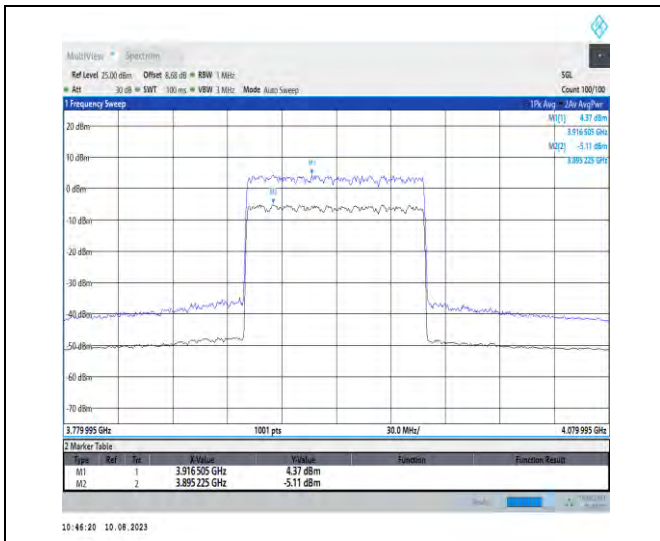 MultiView Spectrum
Ref Level 25.00 dBm Offset 8.68 dB RBW 1 MHz SGL
Att 30 dB SWT 100 ms VBW 3 MHz Mode Auto Sweep Count 100/100
1 Frequency Sweep 1Pk Avg 2Av AvgPwr
M1[1] 4.37 dBm
3.916 505 GHz
M2[2] -5.11 dBm
3.895 225 GHz
20 dBm
10 dBm
M1
0 dBm
M2
-10 dBm
-20 dBm
-30 dBm
-40 dBm
-50 dBm
-60 dBm
-70 dBm
3.779 995 GHz 1001 pts 30.0 MHz/ 4.079 995 GHz
2 Marker Table
Type Ref Trc X-Value Y-Value Function Function Result
M1 1 3.916 505 GHz 4.37 dBm
M2 2 3.895 225 GHz -5.11 dBm
10:46:20 10.08.2023